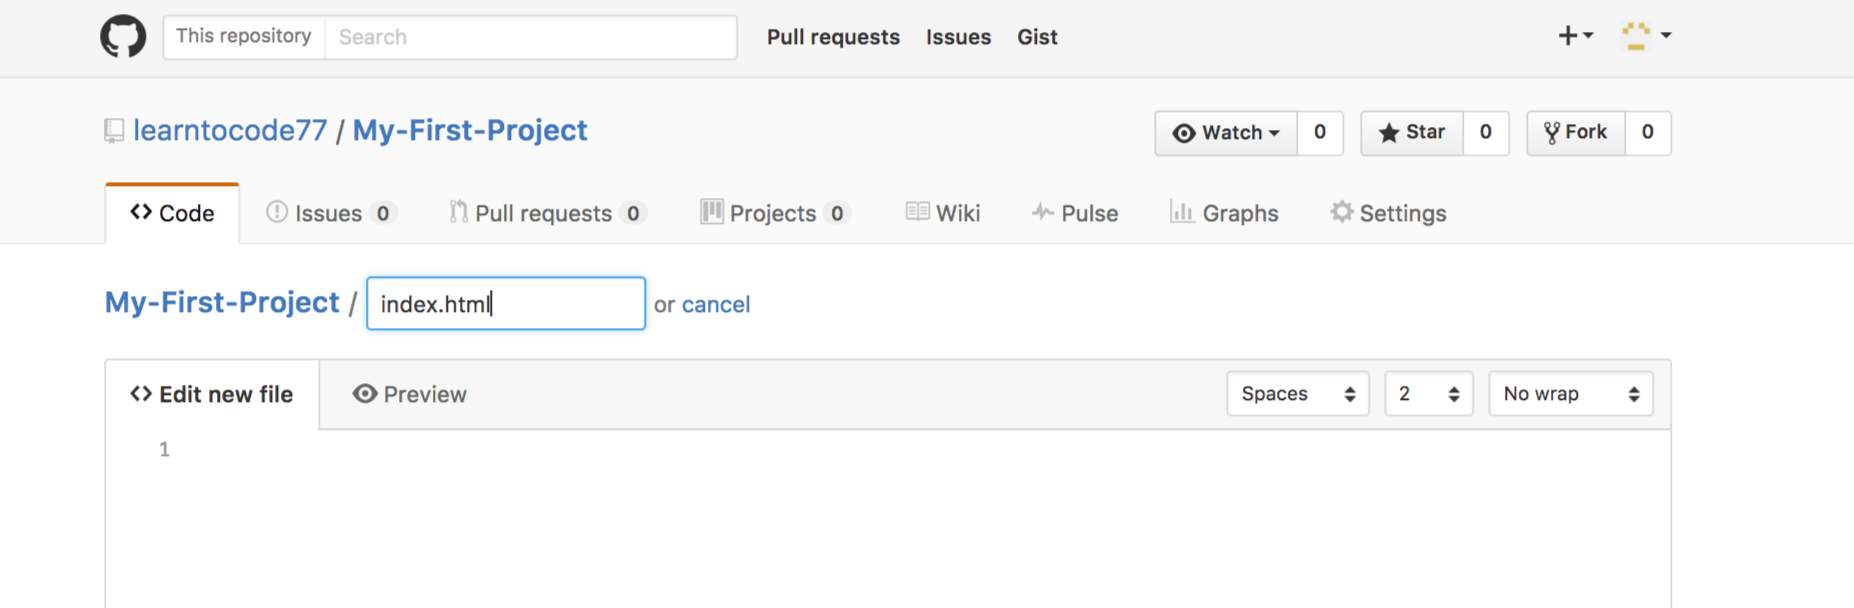 This repository Search Pull requests Issues Gist
learntocode77 / My-First-Project Watch 0 Star 0 Fork 0
Code Issues 0 Pull requests 0 Projects 0 Wiki Pulse Graphs Settings
My-First-Project / index.html or cancel
Edit new file Preview Spaces 2 No wrap
1